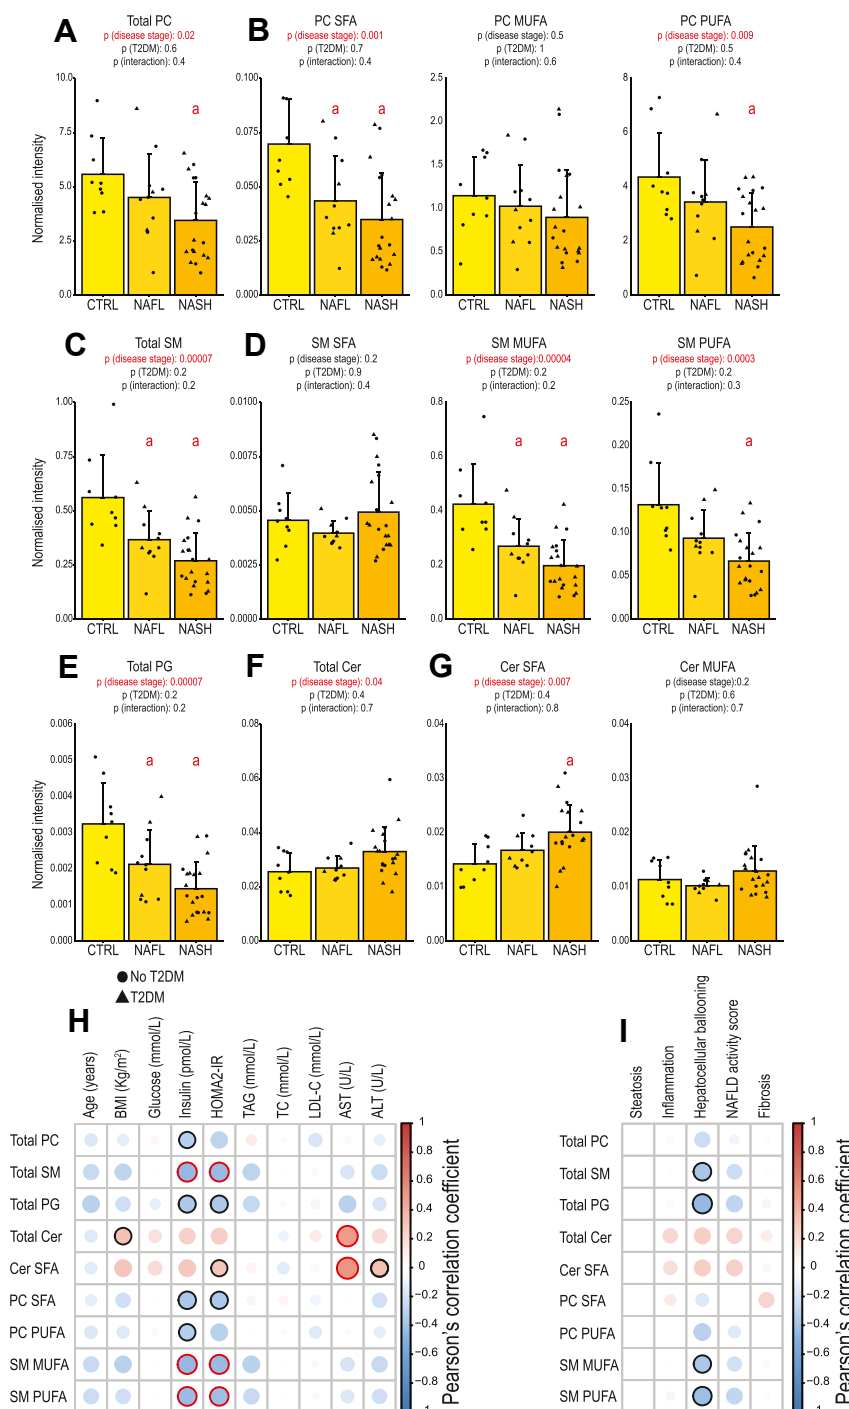 A
Total PC
p (disease stage): 0.02
p (T2DM): 0.6
p (interaction): 0.4
Normalised intensity
10.0
7.5
5.0
2.5
0.0
a
CTRL NAFL NASH
B
PC SFA
p (disease stage): 0.001
p (T2DM): 0.7
p (interaction): 0.4
0.100
0.075
0.050
0.025
0.000
a a
CTRL NAFL NASH
PC MUFA
p (disease stage): 0.5
p (T2DM): 1
p (interaction): 0.6
2.5
2.0
1.5
1.0
0.5
0.0
CTRL NAFL NASH
PC PUFA
p (disease stage): 0.009
p (T2DM): 0.5
p (interaction): 0.4
8
6
4
2
0
a
CTRL NAFL NASH
C
Total SM
p (disease stage): 0.00007
p (T2DM): 0.2
p (interaction): 0.2
Normalised intensity
1.00
0.75
0.50
0.25
0.00
a a
CTRL NAFL NASH
D
SM SFA
p (disease stage): 0.2
p (T2DM): 0.9
p (interaction): 0.4
0.0100
0.0075
0.0050
0.0025
0.0000
CTRL NAFL NASH
SM MUFA
p (disease stage):0.00004
p (T2DM): 0.2
p (interaction): 0.2
0.8
0.6
0.4
0.2
0.0
a a
CTRL NAFL NASH
SM PUFA
p (disease stage): 0.0003
p (T2DM): 0.2
p (interaction): 0.3
0.25
0.20
0.15
0.10
0.05
0.00
a
CTRL NAFL NASH
E
Total PG
p (disease stage): 0.00007
p (T2DM): 0.2
p (interaction): 0.2
Normalised intensity
0.006
0.005
0.004
0.003
0.002
0.001
0.000
a a
CTRL NAFL NASH
F
Total Cer
p (disease stage): 0.04
p (T2DM): 0.4
p (interaction): 0.7
0.08
0.06
0.04
0.02
0.00
CTRL NAFL NASH
G
Cer SFA
p (disease stage): 0.007
p (T2DM): 0.4
p (interaction): 0.8
0.04
0.03
0.02
0.01
0.00
a
CTRL NAFL NASH
Cer MUFA
p (disease stage):0.2
p (T2DM): 0.6
p (interaction): 0.7
0.04
0.03
0.02
0.01
0.00
CTRL NAFL NASH
No T2DM
T2DM
H
Age (years)
BMI (Kg/m²)
Glucose (mmol/L)
Insulin (pmol/L)
HOMA2-IR
TAG (mmol/L)
TC (mmol/L)
LDL-C (mmol/L)
AST (U/L)
ALT (U/L)
Total PC
Total SM
Total PG
Total Cer
Cer SFA
PC SFA
PC PUFA
SM MUFA
SM PUFA
1
0.8
0.6
0.4
0.2
0
−0.2
−0.4
−0.6
−0.8
Pearson's correlation coefficient
I
Steatosis
Inflammation
Hepatocellular ballooning
NAFLD activity score
Fibrosis
Total PC
Total SM
Total PG
Total Cer
Cer SFA
PC SFA
PC PUFA
SM MUFA
SM PUFA
1
0.8
0.6
0.4
0.2
0
−0.2
−0.4
−0.6
−0.8
Pearson's correlation coefficient